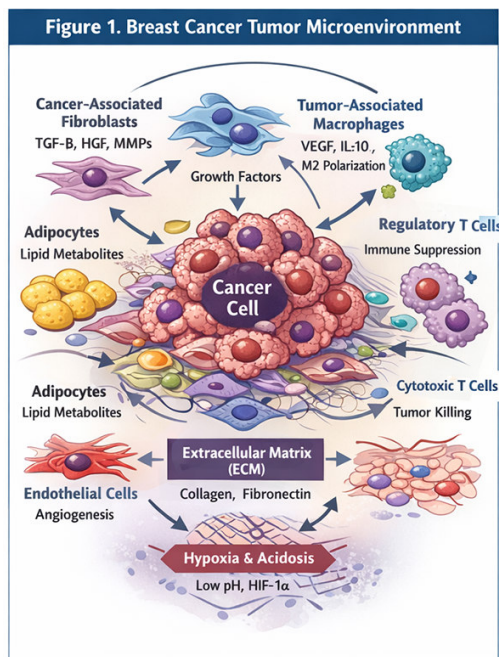 Figure 1. Breast Cancer Tumor Microenvironment
Cancer-Associated
Fibroblasts
TGF-B, HGF, MMPs
Tumor-Associated
Macrophages
VEGF, IL-10,
M2 Polarization
Growth Factors
Adipocytes
Lipid Metabolites
Regulatory T Cells
Immune Suppression
Cancer
Cell
Adipocytes
Lipid Metabolites
Cytotoxic T Cells
Tumor Killing
Extracellular Matrix
(ECM)
Collagen, Fibronectin
Endothelial Cells
Angiogenesis
Hypoxia & Acidosis
Low pH, HIF-1α